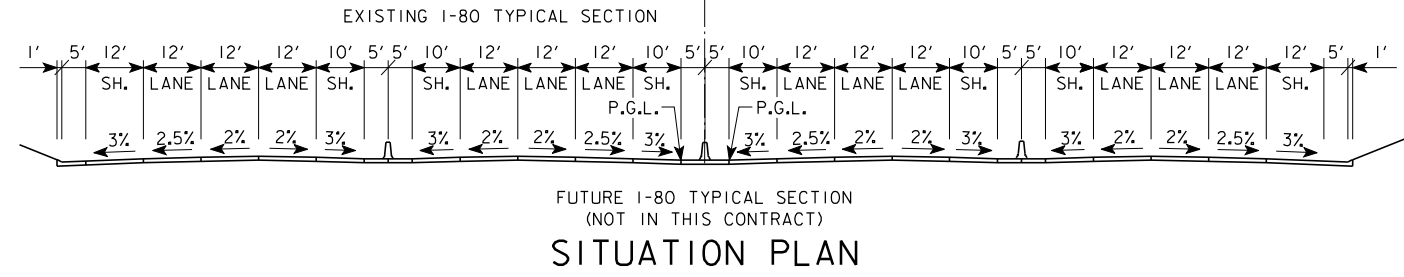 EXISTING I-80 TYPICAL SECTION
1' 5' 12' 12' 12' 12' 10' 5' 5' 10' 12' 12' 12' 10' 5' 5' 10' 12' 12' 12' 10' 5' 5' 10' 12' 12' 12' 12' 5' 1'
SH. LANE LANE LANE SH. SH. LANE LANE LANE SH. SH. LANE LANE LANE SH. SH. LANE LANE LANE SH.
P.G.L. P.G.L.
3% 2.5% 2% 2% 3% 3% 2% 2% 2.5% 3% 3% 2.5% 2% 2% 3% 3% 2% 2% 2.5% 3%
FUTURE I-80 TYPICAL SECTION
(NOT IN THIS CONTRACT)
SITUATION PLAN